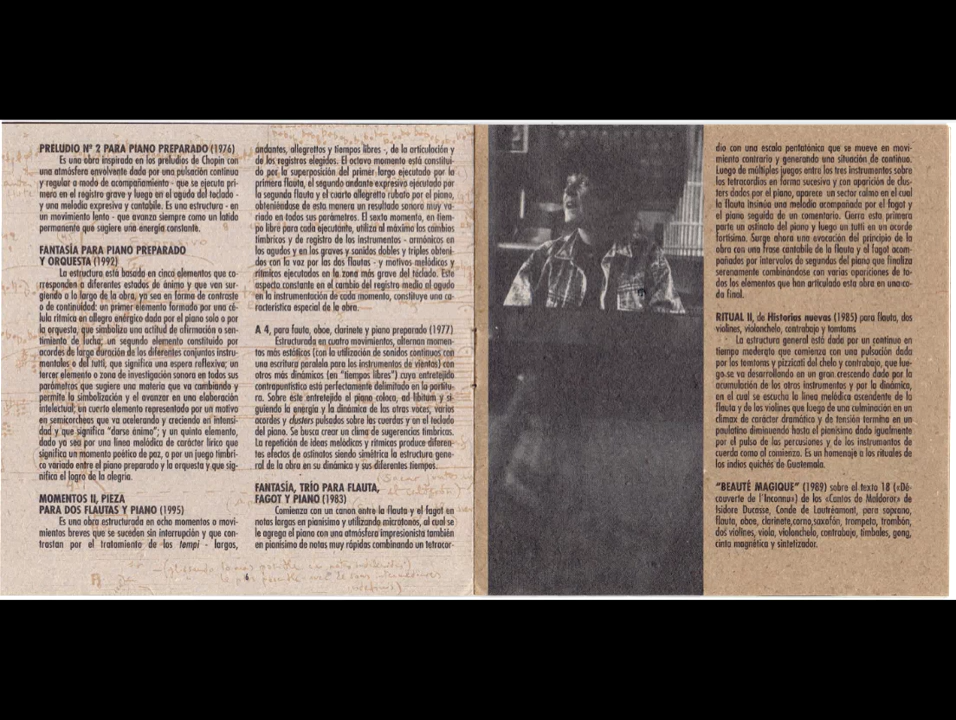 PRELUDIO Nº 2 PARA PIANO PREPARADO (1976)
Es una obra inspirada en los preludios de Chopin con
una atmósfera envolvente dada por una pulsación continua
y regular a modo de acompañamiento - que se ejecuta pri-
mero en el registro grave y luego en el agudo del teclado -
y una melodía expresiva y cantabile. Es una estructura - en
un movimiento lento - que avanza siempre como un latido
permanente que sugiere una energía constante.
FANTASÍA PARA PIANO PREPARADO
Y ORQUESTA (1992)
La estructura está basada en cinco elementos que co-
rresponden a diferentes estados de ánimo y que van sur-
giendo a lo largo de la obra, ya sea en forma de contraste
o de continuidad: un primer elemento formado por una cé-
lula rítmica en allegro enérgico dada por el piano solo o por
la orquesta, que simboliza una actitud de afirmación o sen-
timiento de lucha; un segundo elemento constituido por
acordes de larga duración de los diferentes conjuntos instru-
mentales o del tutti, que significa una espera reflexiva; un
tercer elemento o zona de investigación sonora en todos sus
parámetros que sugiere una materia que va cambiando y
permite la simbolización y el avanzar en una elaboración
intelectual; un cuarto elemento representado por un motivo
en semicorcheas que va acelerando y creciendo en intensi-
dad y que significa "darse ánimo"; y un quinto elemento,
dado ya sea por una línea melódica de carácter lírico que
significa un momento poético de paz, o por un juego tímbri-
co variado entre el piano preparado y la orquesta y que sig-
nifica el logro de la alegría.
MOMENTOS II, PIEZA
PARA DOS FLAUTAS Y PIANO (1995)
Es una obra estructurada en ocho momentos o movi-
mientos breves que se suceden sin interrupción y que con-
trastan por el tratamiento de los tempi - largos,
andantes, allegrettos y tiempos libres -, de la articulación y
de los registros elegidos. El octavo momento está constitui-
do por la superposición del primer largo ejecutado por la
primera flauta, el segundo andante expresivo ejecutado por
la segunda flauta y el cuarto allegretto rubato por el piano,
obteniéndose de esta manera un resultado sonoro muy va-
riado en todos sus parámetros. El sexto momento, en tiem-
po libre para cada ejecutante, utiliza al máximo los cambios
tímbricos y de registro de los instrumentos - armónicos en
los agudos y en los graves y sonidos dobles y triples obteni-
dos con la voz por las dos flautas - y motivos melódicos y
rítmicos ejecutados en la zona más grave del teclado. Este
aspecto constante en el cambio del registro medio al agudo
en la instrumentación de cada momento, constituye una ca-
racterística especial de la obra.
A 4, para fauta, oboe, clarinete y piano preparado (1977)
Estructurada en cuatro movimientos, alternan momen-
tos más estáticos (con la utilización de sonidos continuos con
una escritura paralela para los instrumentos de vientos) con
otros más dinámicos (en "tiempos libres") cuyo entretejido
contrapuntístico está perfectamente delimitado en la partitu-
ra. Sobre éste entretejido el piano coloca, ad libitum y si-
guiendo la energía y la dinámica de las otras voces, varios
acordes y clusters pulsados sobre las cuerdas y en el teclado
del piano. Se busca crear un clima de sugerencias tímbricas.
La repetición de ideas melódicas y rítmicas produce diferen-
tes efectos de ostinatos siendo simétrica la estructura gene-
ral de la obra en su dinámica y sus diferentes tiempos.
FANTASÍA, TRÍO PARA FLAUTA,
FAGOT Y PIANO (1983)
Comienza con un canon entre la flauta y el fagot en
notas largas en pianísimo y utilizando micrótonos, al cual se
le agrega el piano con una atmósfera impresionista también
en pianísimo de notas muy rápidas combinando un tetracor-
dio con una escala pentatónica que se mueve en movi-
miento contrario y generando una situación de continuo.
Luego de múltiples juegos entre los tres instrumentos sobre
los tetracordios en forma sucesiva y con aparición de clus-
ters dados por el piano, aparece un sector calmo en el cual
la flauta insinúa una melodía acompañada por el fagot y
el piano seguida de un comentario. Cierra esta primera
parte un ostinato del piano y luego un tutti en un acorde
fortísimo. Surge ahora una evocación del principio de la
obra con una frase cantabile de la flauta y el fagot acom-
pañados por intervalos de segundas del piano que finaliza
serenamente combinándose con varias apariciones de to-
dos los elementos que han articulado esta obra en una co-
da final.
RITUAL II, de Historias nuevas (1985) para flauta, dos
violines, violonchelo, contrabajo y tomtoms
La estructura general está dada por un continuo en
tiempo moderato que comienza con una pulsación dada
por los tomtoms y pizzicati del chelo y contrabajo, que lue-
go se va desarrollando en un gran crescendo dado por la
acumulación de los otros instrumentos y por la dinámica,
en el cual se escucha la línea melódica ascendente de la
flauta y de los violines que luego de una culminación en un
climax de carácter dramático y de tensión termina en un
paulatino diminuendo hasta el pianísimo dado igualmente
por el pulso de las percusiones y de los instrumentos de
cuerda como al comienzo. Es un homenaje a los rituales de
los indios quichés de Guatemala.
"BEAUTÉ MAGIQUE" (1989) sobre el texto 18 («Dé-
couverte de l'Inconnu») de los «Cantos de Maldoror» de
Isidore Ducasse, Conde de Lautréamont, para soprano,
flauta, oboe, clarinete,corno,saxofón, trompeta, trombón,
dos violines, viola, violonchelo, contrabajo, timbales, gong,
cinta magnética y sintetizador.